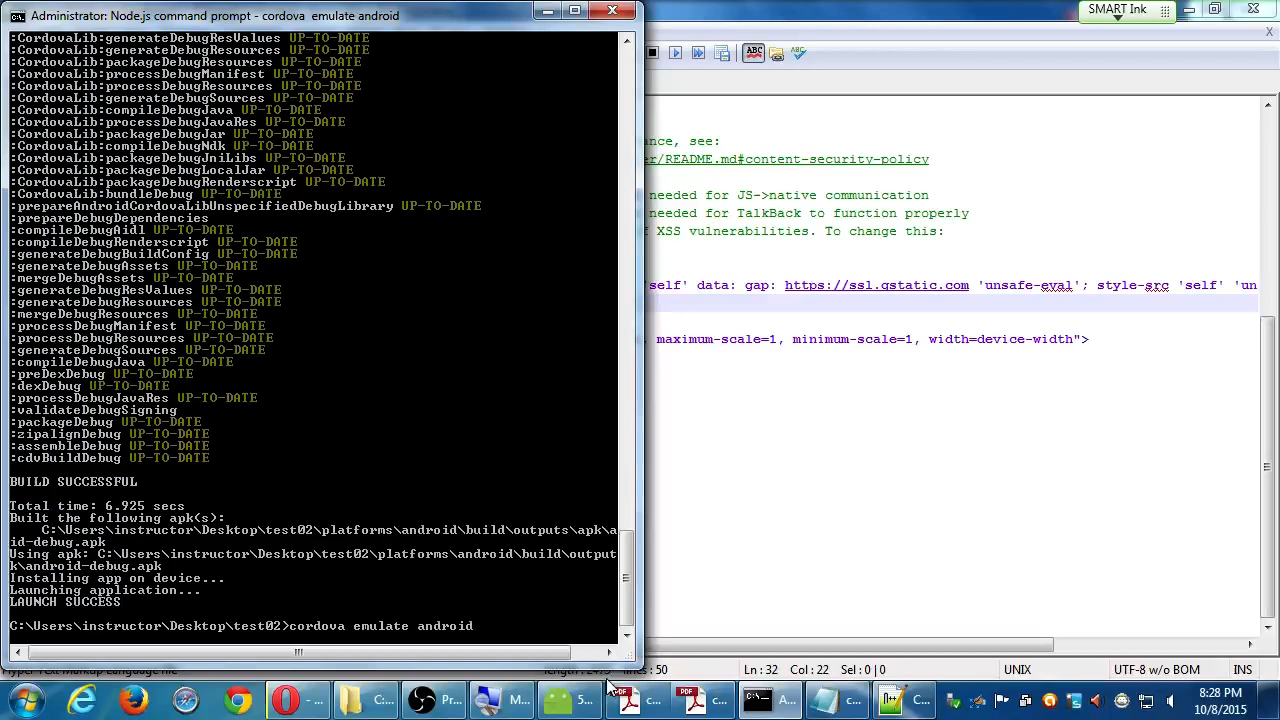 Administrator: Node.js command prompt - cordova  emulate android
SMART Ink
:CordovaLib:generateDebugResValues UP-TO-DATE
:CordovaLib:generateDebugResources UP-TO-DATE
:CordovaLib:packageDebugResources UP-TO-DATE
:CordovaLib:processDebugManifest UP-TO-DATE
:CordovaLib:processDebugResources UP-TO-DATE
:CordovaLib:generateDebugSources UP-TO-DATE
:CordovaLib:compileDebugJava UP-TO-DATE
:CordovaLib:processDebugJavaRes UP-TO-DATE
:CordovaLib:packageDebugJar UP-TO-DATE
:CordovaLib:compileDebugNdk UP-TO-DATE
:CordovaLib:packageDebugJniLibs UP-TO-DATE
:CordovaLib:packageDebugLocalJar UP-TO-DATE
:CordovaLib:packageDebugRenderscript UP-TO-DATE
:CordovaLib:bundleDebug UP-TO-DATE
:prepareAndroidCordovaLibUnspecifiedDebugLibrary UP-TO-DATE
:prepareDebugDependencies
:compileDebugAidl UP-TO-DATE
:compileDebugRenderscript UP-TO-DATE
:generateDebugBuildConfig UP-TO-DATE
:generateDebugAssets UP-TO-DATE
:mergeDebugAssets UP-TO-DATE
:generateDebugResValues UP-TO-DATE
:generateDebugResources UP-TO-DATE
:mergeDebugResources UP-TO-DATE
:processDebugManifest UP-TO-DATE
:processDebugResources UP-TO-DATE
:generateDebugSources UP-TO-DATE
:compileDebugJava UP-TO-DATE
:preDexDebug UP-TO-DATE
:dexDebug UP-TO-DATE
:processDebugJavaRes UP-TO-DATE
:validateDebugSigning
:packageDebug UP-TO-DATE
:zipalignDebug UP-TO-DATE
:assembleDebug UP-TO-DATE
:cdvBuildDebug UP-TO-DATE
BUILD SUCCESSFUL
Total time: 6.925 secs
Built the following apk(s):
C:\Users\instructor\Desktop\test02\platforms\android\build\outputs\apk\a
id-debug.apk
Using apk: C:\Users\instructor\Desktop\test02\platforms\android\build\output
k\android-debug.apk
Installing app on device...
Launching application...
LAUNCH SUCCESS
C:\Users\instructor\Desktop\test02>cordova emulate android
ABC
ABC
ance, see:
er/README.md#content-security-policy
needed for JS->native communication
needed for TalkBack to function properly
f XSS vulnerabilities. To change this:
'self' data: gap: https://ssl.gstatic.com 'unsafe-eval'; style-src 'self' 'un
, maximum-scale=1, minimum-scale=1, width=device-width">
lines : 50
Ln : 32    Col : 22    Sel : 0 | 0
UNIX
UTF-8 w/o BOM
INS
- ...
C:...
Pr...
M...
5...
c...
c...
A...
c...
C...
8:28 PM
10/8/2015